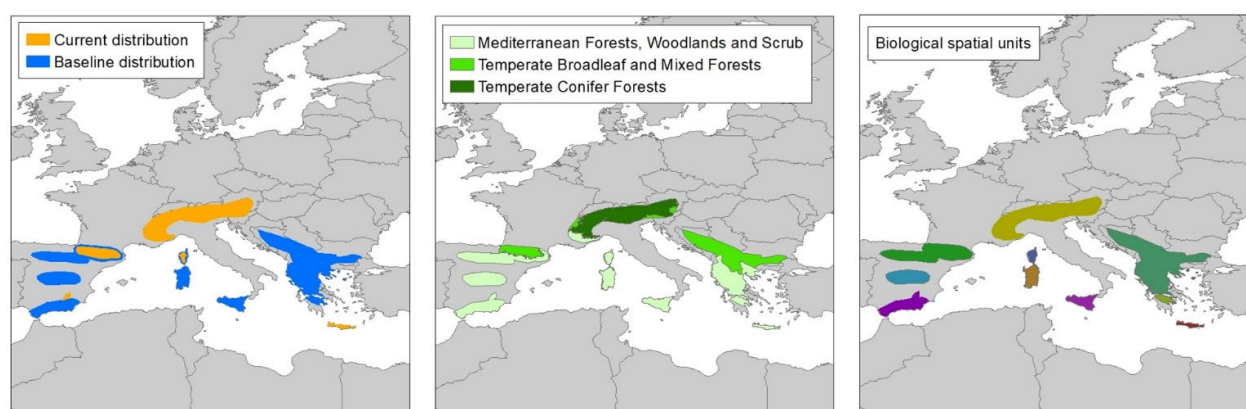 Current distribution
Baseline distribution
Mediterranean Forests, Woodlands and Scrub
Temperate Broadleaf and Mixed Forests
Temperate Conifer Forests
Biological spatial units